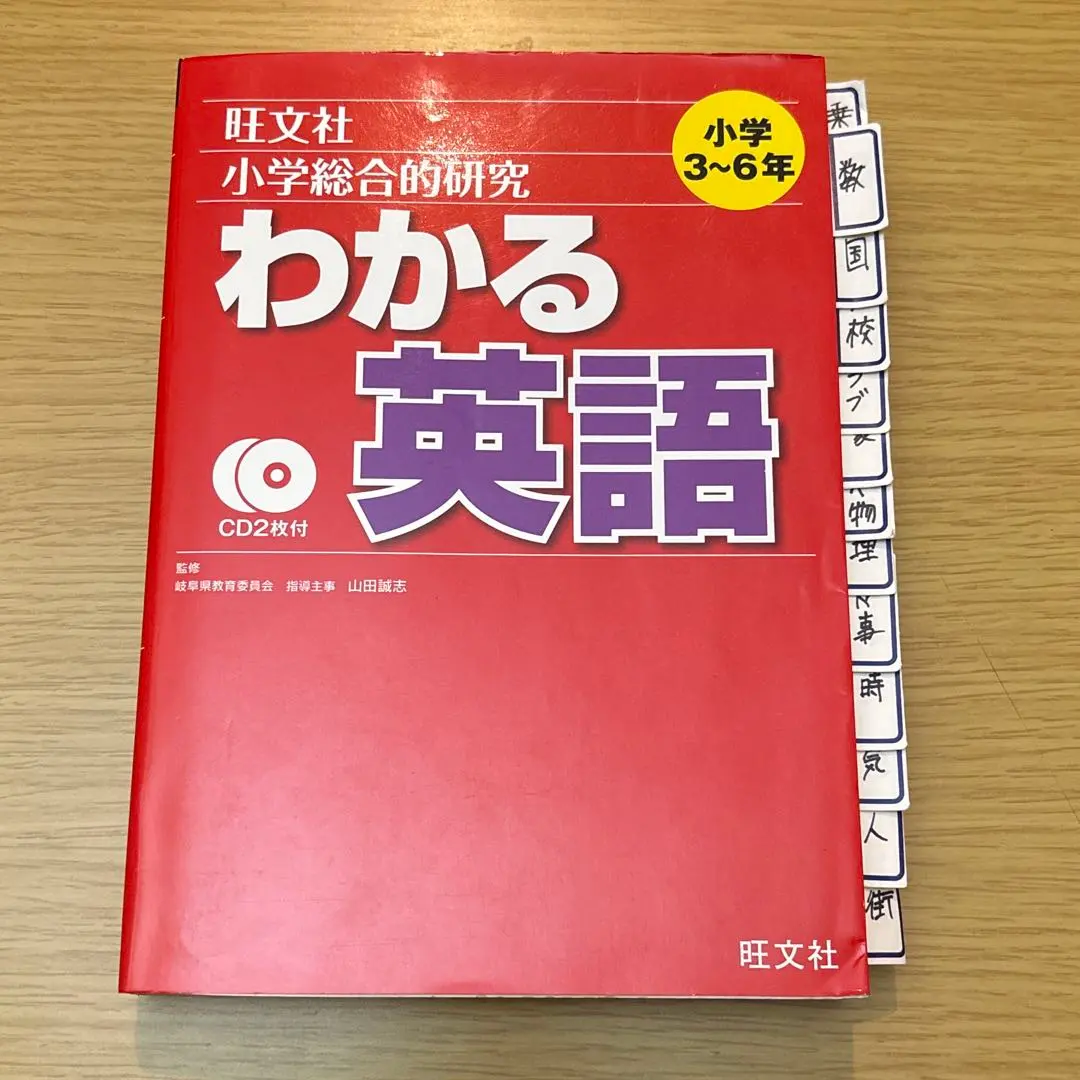 旺文社
小学総合的研究
わかる
英語
小学
3~6年
CD2枚付
監修
岐阜県教育委員会 指導主事 山田誠志
旺文社
乗
数
国
校
ブ
物
理
事
時
気
人
街